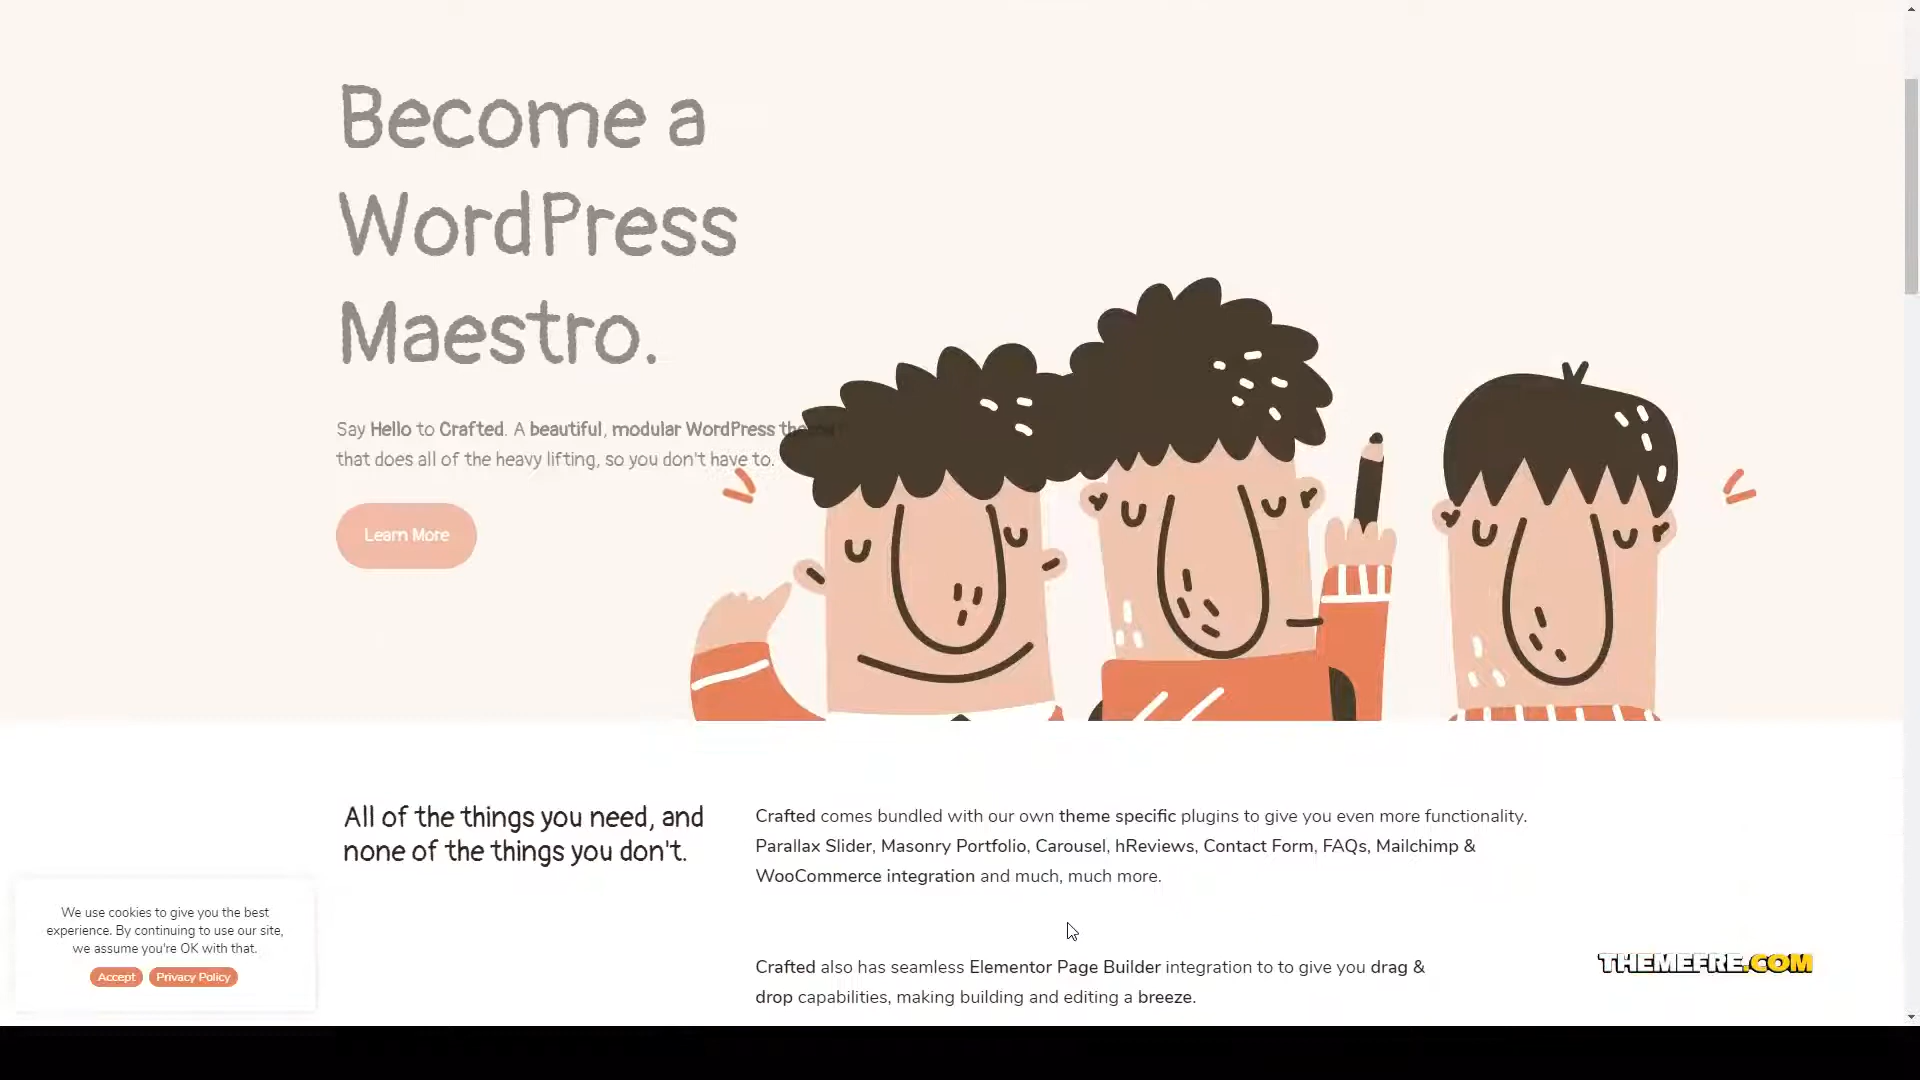 Become a
WordPress
Maestro.
Say Hello to Crafted. A beautiful, modular WordPress theme
that does all of the heavy lifting, so you don't have to.
Learn More
All of the things you need, and
none of the things you don't.
Crafted comes bundled with our own theme specific plugins to give you even more functionality.
Parallax Slider, Masonry Portfolio, Carousel, hReviews, Contact Form, FAQs, Mailchimp &
WooCommerce integration and much, much more.
Crafted also has seamless Elementor Page Builder integration to to give you drag &
drop capabilities, making building and editing a breeze.
We use cookies to give you the best
experience. By continuing to use our site,
we assume you're OK with that.
Accept Privacy Policy
THEMEFRE.COM